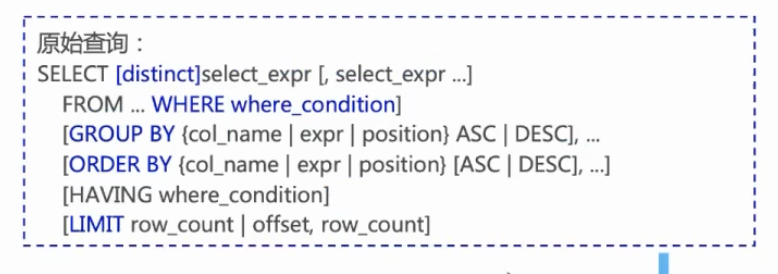 原始查询：
SELECT [distinct]select_expr [, select_expr ...]
FROM ... WHERE where_condition]
[GROUP BY {col_name | expr | position} ASC | DESC], ...
[ORDER BY {col_name | expr | position} [ASC | DESC], ...]
[HAVING where_condition]
[LIMIT row_count | offset, row_count]